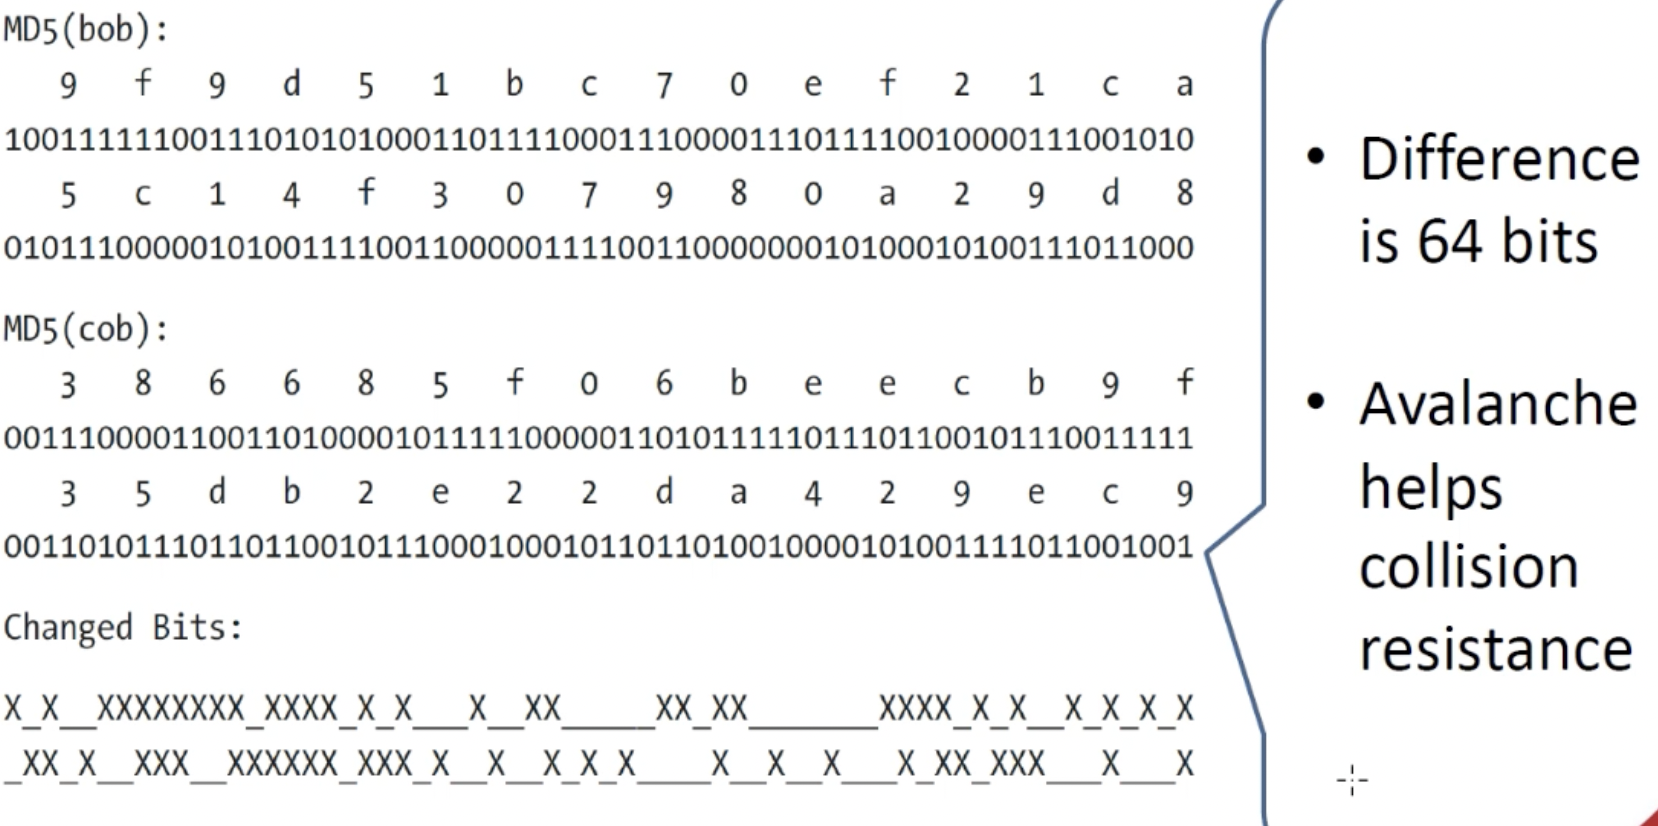 MD5(bob):
9 f 9 d 5 1 b c 7 0 e f 2 1 c a
1001111110011101010100011011110001110000111011110010000111001010
5 c 1 4 f 3 0 7 9 8 0 a 2 9 d 8
0101110000010100111100110000011110011000000010100010100111011000
MD5(cob):
3 8 6 6 8 5 f 0 6 b e e c b 9 f
0011100001100110100001011111000001101011111011101100101110011111
3 5 d b 2 e 2 2 d a 4 2 9 e c 9
0011010111011011001011100010001011011010010000101001111011001001
Changed Bits:
X_X__XXXXXXXX_XXXX_X_X___X__XX_____XX_XX_______XXXX_X_X__X_X_X_X
_XX_X__XXX__XXXXXX_XXX_X__X__X_X_X____X__X__X___X_XX_XXX___X___X
• Difference
is 64 bits
• Avalanche
helps
collision
resistance